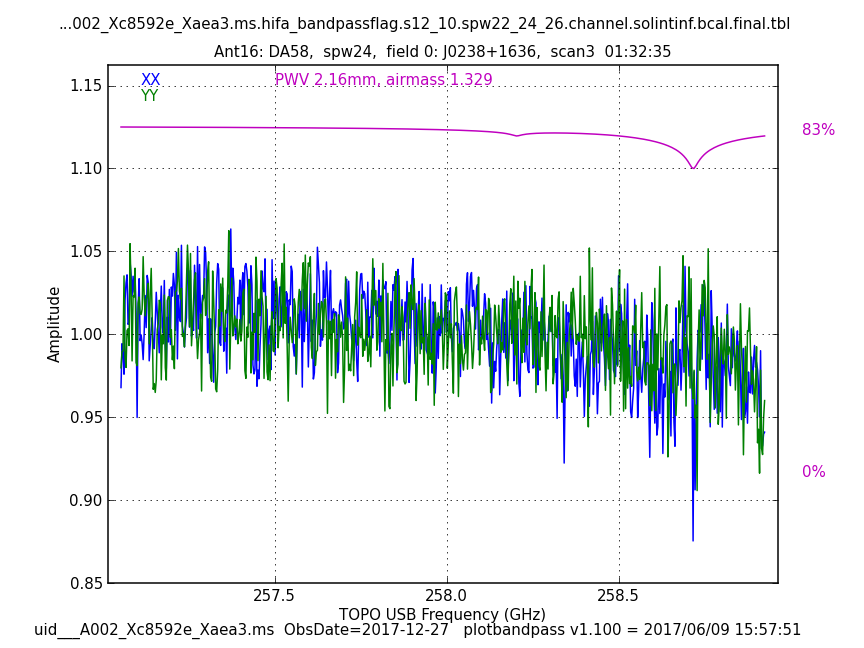 ...002_Xc8592e_Xaea3.ms.hifa_bandpassflag.s12_10.spw22_24_26.channel.solintinf.bcal.final.tbl
Ant16: DA58,  spw24,  field 0: J0238+1636,  scan3  01:32:35
XX
YY
PWV 2.16mm, airmass 1.329
1.15
1.10
1.05
1.00
0.95
0.90
0.85
Amplitude
83%
0%
257.5
258.0
258.5
TOPO USB Frequency (GHz)
uid___A002_Xc8592e_Xaea3.ms  ObsDate=2017-12-27   plotbandpass v1.100 = 2017/06/09 15:57:51